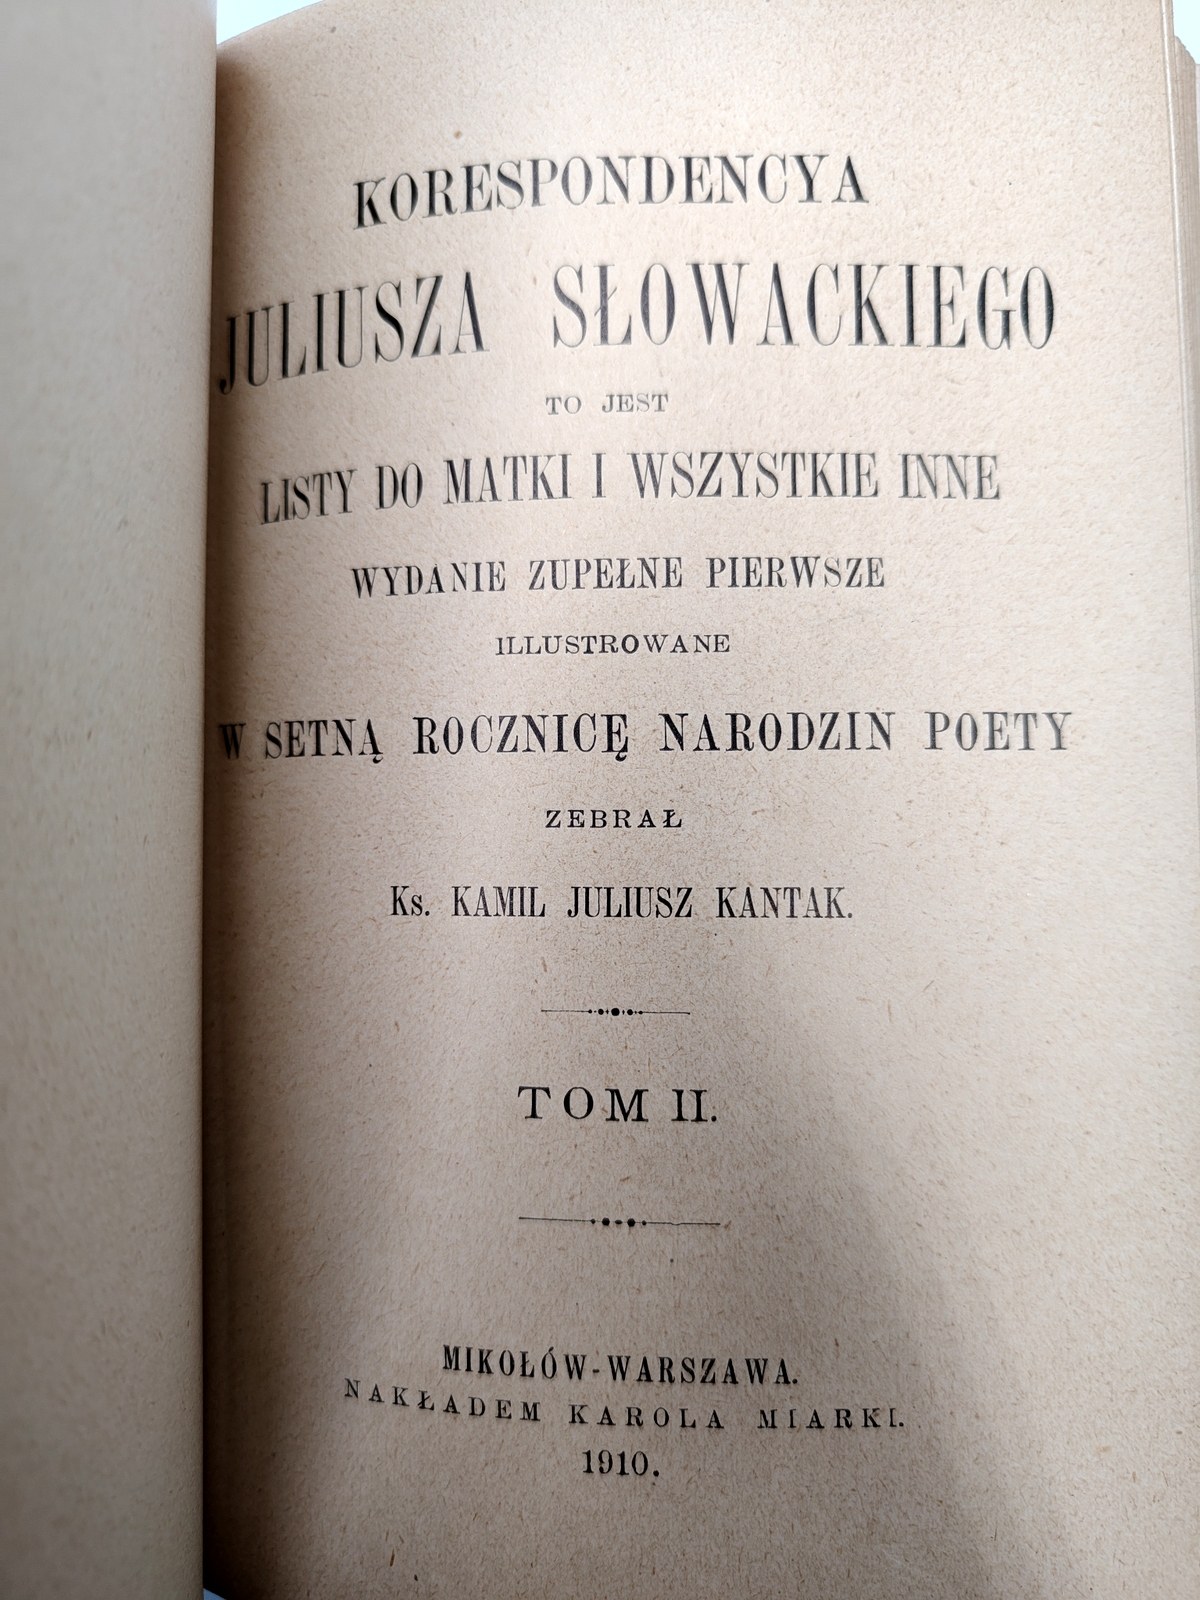 KORESPONDENCYA
JULIUSZA SŁOWACKIEGO
TO JEST
LISTY DO MATKI I WSZYSTKIE INNE
WYDANIE ZUPEŁNE PIERWSZE
ILLUSTROWANE
W SETNĄ ROCZNICĘ NARODZIN POETY
ZEBRAŁ
Ks. KAMIL JULIUSZ KANTAK.
TOM II.
MIKOŁÓW-WARSZAWA.
NAKŁADEM KAROLA MIARKI.
1910.